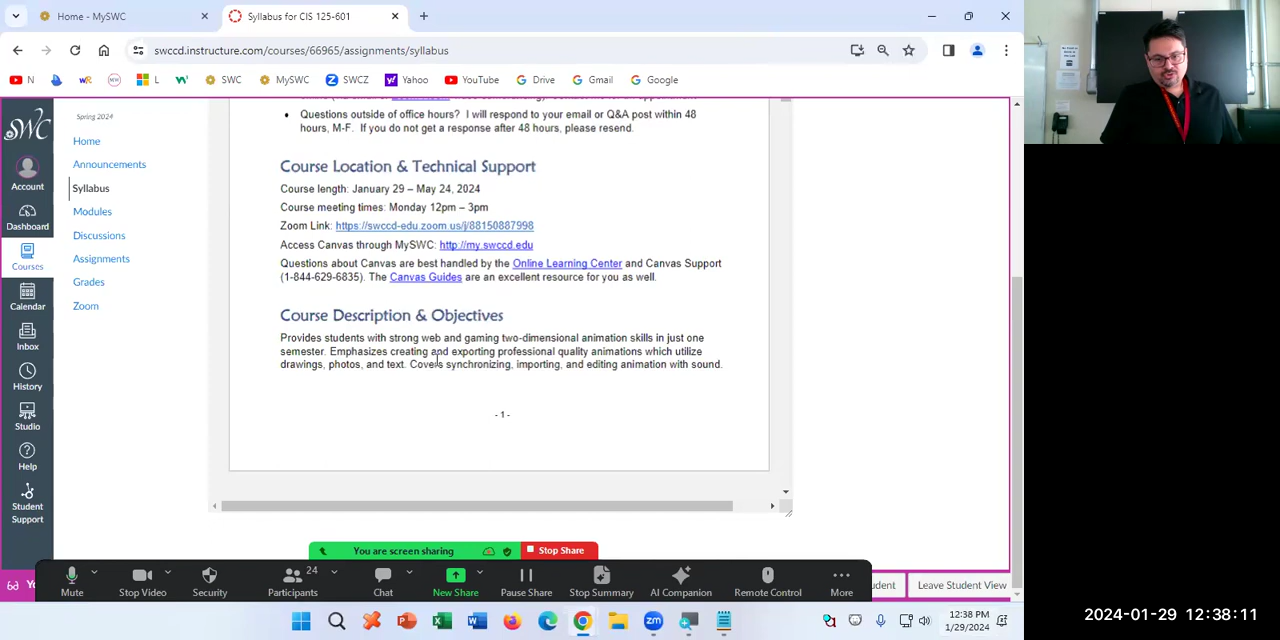 Home - MySWC
Syllabus for CIS 125-601
swccd.instructure.com/courses/66965/assignments/syllabus
N
L
SWC
MySWC
SWCZ
Yahoo
YouTube
Drive
Gmail
Google
SWC
Account
Dashboard
Courses
Calendar
Inbox
History
Studio
Help
Student
Support
Spring 2024
Home
Announcements
Syllabus
Modules
Discussions
Assignments
Grades
Zoom
• Questions outside of office hours? I will respond to your email or Q&A post within 48
hours, M-F. If you do not get a response after 48 hours, please resend.
Course Location & Technical Support
Course length: January 29 – May 24, 2024
Course meeting times: Monday 12pm – 3pm
Zoom Link: https://swccd-edu.zoom.us/j/88150887998
Access Canvas through MySWC: http://my.swccd.edu
Questions about Canvas are best handled by the Online Learning Center and Canvas Support
(1-844-629-6835). The Canvas Guides are an excellent resource for you as well.
Course Description & Objectives
Provides students with strong web and gaming two-dimensional animation skills in just one
semester. Emphasizes creating and exporting professional quality animations which utilize
drawings, photos, and text. Covers synchronizing, importing, and editing animation with sound.
- 1 -
You are screen sharing
Stop Share
Mute
Stop Video
Security
24
Participants
Chat
New Share
Pause Share
Stop Summary
AI Companion
Remote Control
More
Leave Student View
12:38 PM
1/29/2024
2024-01-29 12:38:11